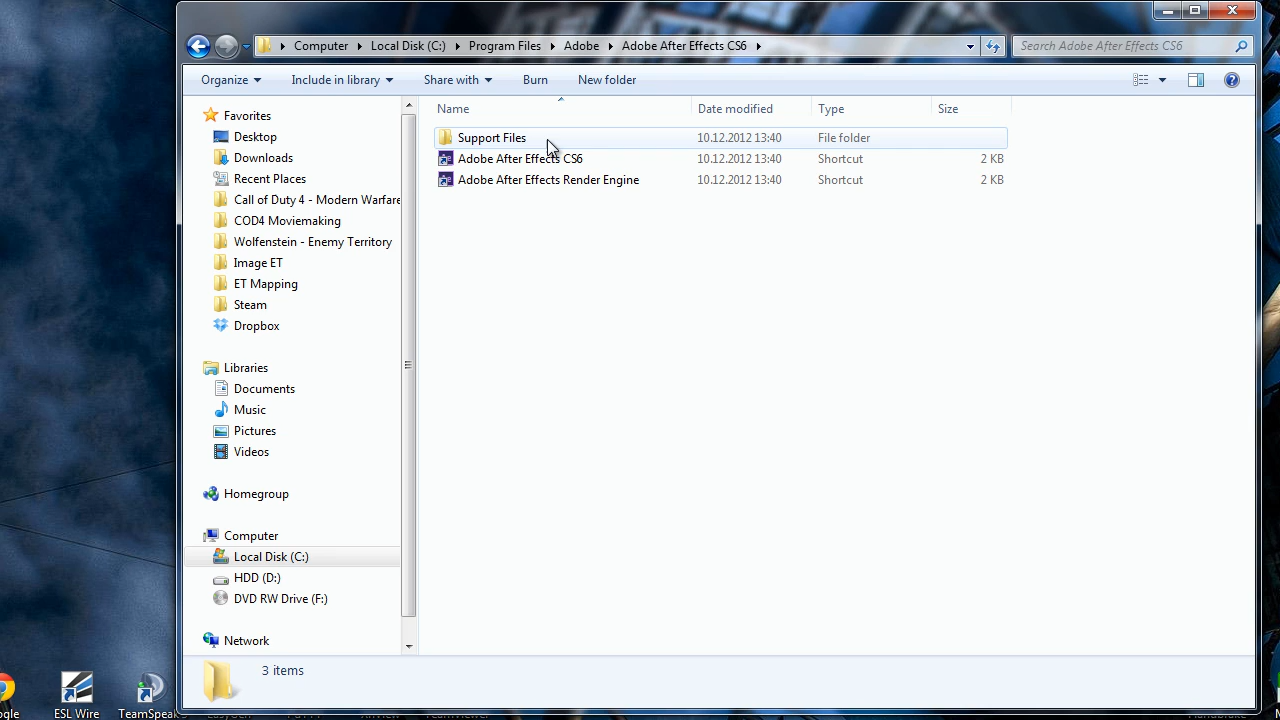 Computer Local Disk (C:) Program Files Adobe Adobe After Effects CS6 Search Adobe After Effects CS6
Organize Include in library Share with Burn New folder
Name Date modified Type Size
Support Files 10.12.2012 13:40 File folder
Adobe After Effects CS6 10.12.2012 13:40 Shortcut 2 KB
Adobe After Effects Render Engine 10.12.2012 13:40 Shortcut 2 KB
Favorites
Desktop
Downloads
Recent Places
Call of Duty 4 - Modern Warfare
COD4 Moviemaking
Wolfenstein - Enemy Territory
Image ET
ET Mapping
Steam
Dropbox
Libraries
Documents
Music
Pictures
Videos
Homegroup
Computer
Local Disk (C:)
HDD (D:)
DVD RW Drive (F:)
Network
3 items
ogle ESL Wire TeamSpeak